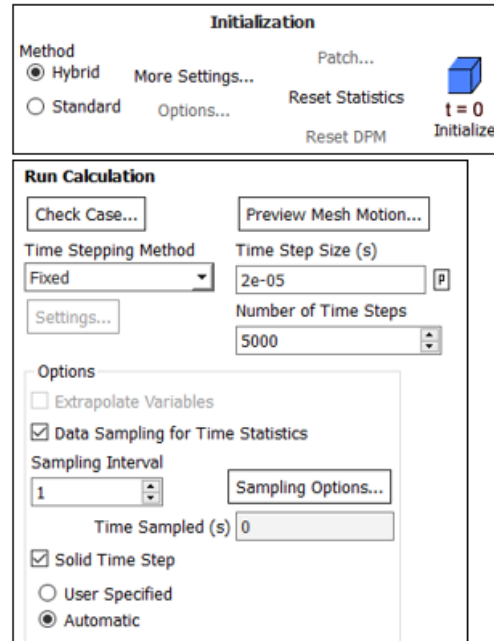 Initialization
Method
Hybrid
More Settings...
Patch...
Standard
Options...
Reset Statistics
Reset DPM
t = 0
Initialize
Run Calculation
Check Case...
Preview Mesh Motion...
Time Stepping Method
Time Step Size (s)
Fixed
2e-05
P
Settings...
Number of Time Steps
5000
Options
Extrapolate Variables
Data Sampling for Time Statistics
Sampling Interval
1
Sampling Options...
Time Sampled (s) 0
Solid Time Step
User Specified
Automatic